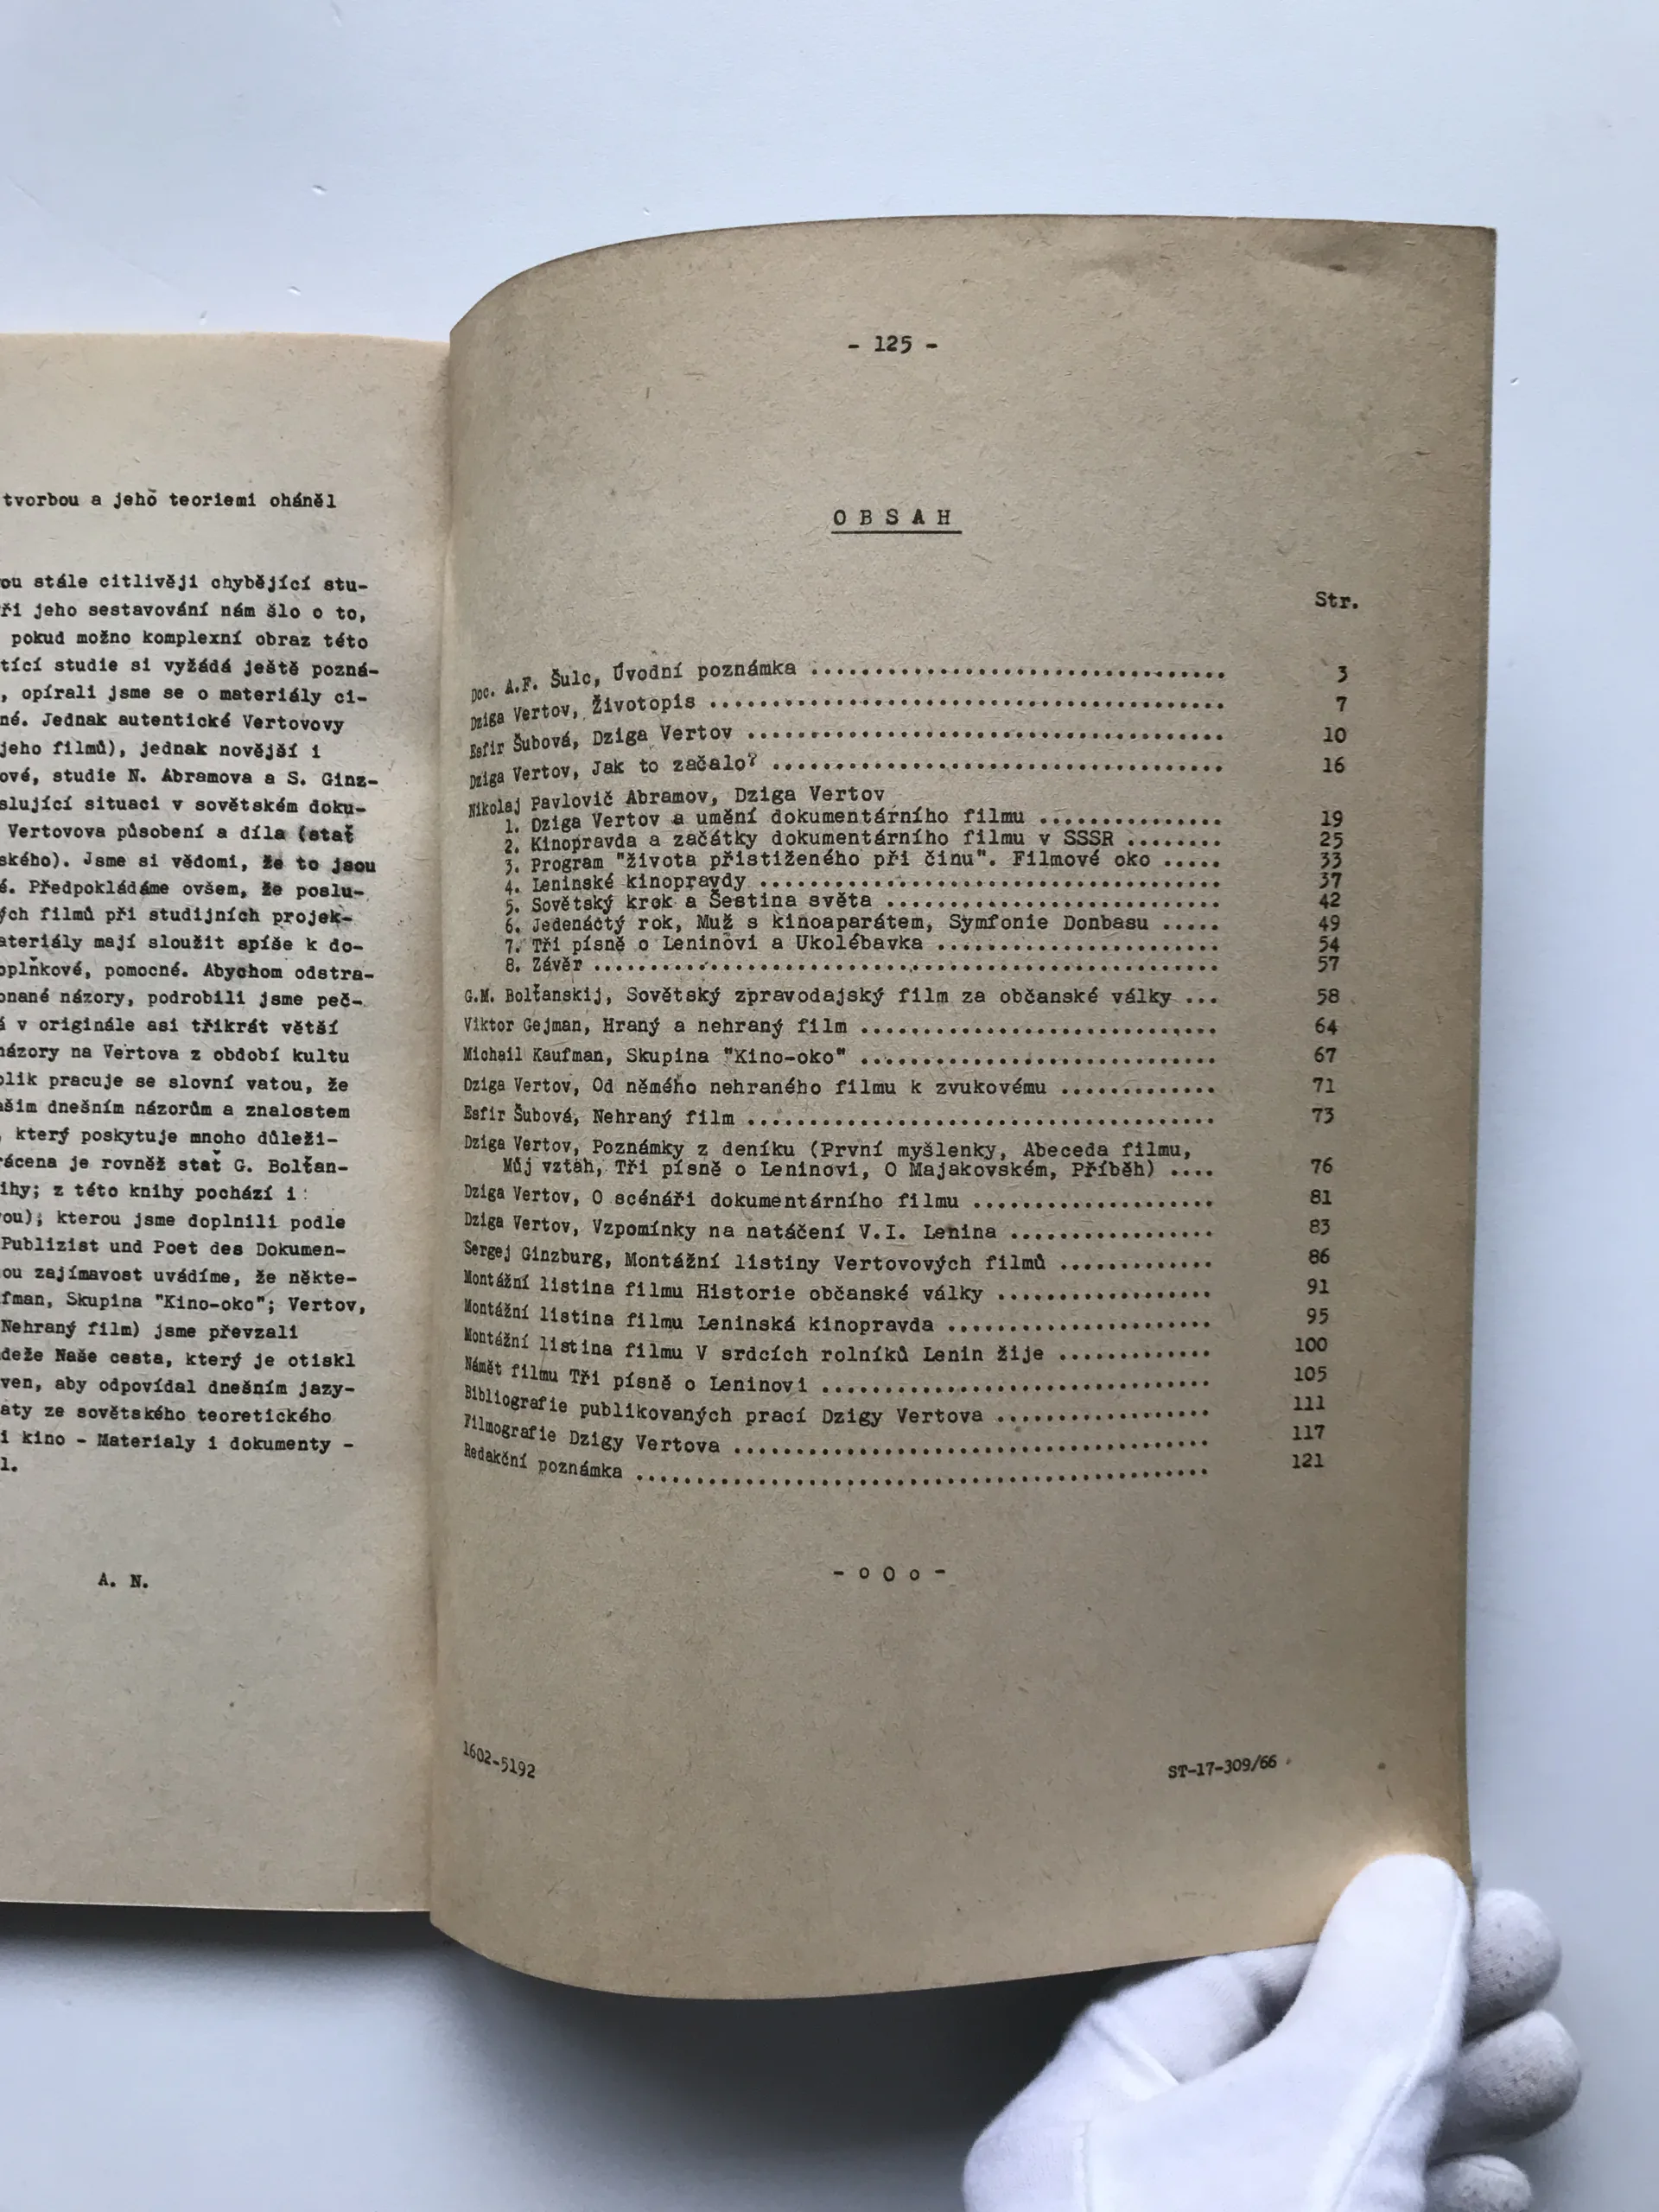 tvorbou a jeho teoriemi oháněl
ou stále citlivěji chybějící stu-
ři jeho sestavování nám šlo o to,
pokud možno komplexní obraz této
tící studie si vyžádá ještě pozná-
, opírali jsme se o materiály ci-
né. Jednak autentické Vertovovy
jeho filmů), jednak novější i
ové, studie N. Abramova a S. Ginz-
slující situaci v sovětském doku-
Vertovova působení a díla (stať
ského). Jsme si vědomi, že to jsou
é. Předpokládáme ovšem, že poslu-
ých filmů při studijních projek-
ateriály mají sloužit spíše k do-
oplňkové, pomocné. Abychom odstra-
onané názory, podrobili jsme peč-
á v originále asi třikrát větší
názory na Vertova z období kultu
olik pracuje se slovní vatou, že
ašim dnešním názorům a znalostem
, který poskytuje mnoho důleži-
rácena je rovněž stať G. Bolťan-
ihy; z této knihy pochází i
ou); kterou jsme doplnili podle
Publizist und Poet des Dokumen-
ou zajímavost uvádíme, že někte-
fman, Skupina "Kino-oko"; Vertov,
Nehraný film) jsme převzali
deže Naše cesta, který je otiskl
ven, aby odpovídal dnešním jazy-
aty ze sovětského teoretického
i kino - Materialy i dokumenty -
l.
A. N.
- 125 -
O B S A H
Str.
Doc. A.F. Šulc, Úvodní poznámka .................................. 3
Dziga Vertov, Životopis .......................................... 7
Esfir Šubová, Dziga Vertov ....................................... 10
Dziga Vertov, Jak to začalo? ..................................... 16
Nikolaj Pavlovič Abramov, Dziga Vertov
1. Dziga Vertov a umění dokumentárního filmu ............... 19
2. Kinopravda a začátky dokumentárního filmu v SSSR ........ 25
3. Program "života přistiženého při činu". Filmové oko ..... 33
4. Leninské kinopravdy ..................................... 37
5. Sovětský krok a Šestina světa ........................... 42
6. Jedenáctý rok, Muž s kinoaparátem, Symfonie Donbasu ..... 49
7. Tři písně o Leninovi a Ukolébavka ....................... 54
8. Závěr ................................................... 57
G.M. Bolťanskij, Sovětský zpravodajský film za občanské války ... 58
Viktor Gejman, Hraný a nehraný film .............................. 64
Michail Kaufman, Skupina "Kino-oko" .............................. 67
Dziga Vertov, Od němého nehraného filmu k zvukovému ............. 71
Esfir Šubová, Nehraný film ....................................... 73
Dziga Vertov, Poznámky z deníku (První myšlenky, Abeceda filmu,
Můj vztah, Tři písně o Leninovi, O Majakovském, Příběh) .... 76
Dziga Vertov, O scénáři dokumentárního filmu .................... 81
Dziga Vertov, Vzpomínky na natáčení V.I. Lenina ................. 83
Sergej Ginzburg, Montážní listiny Vertovových filmů ............. 86
Montážní listina filmu Historie občanské války .................. 91
Montážní listina filmu Leninská kinopravda ...................... 95
Montážní listina filmu V srdcích rolníků Lenin žije ............. 100
Námět filmu Tři písně o Leninovi ................................ 105
Bibliografie publikovaných prací Dzigy Vertova .................. 111
Filmografie Dzigy Vertova ....................................... 117
Redakční poznámka ............................................... 121
- o O o -
1602-5192
ST-17-309/66